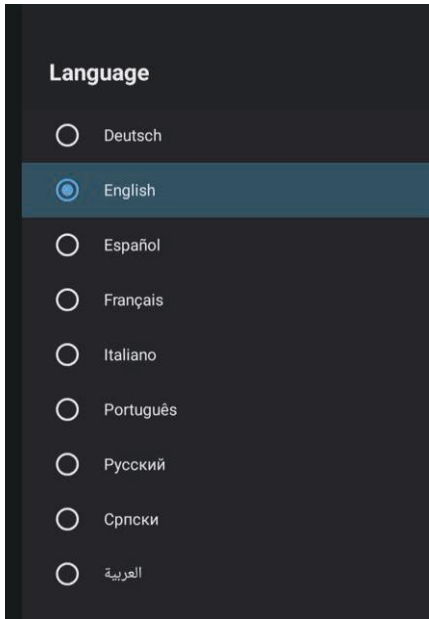 Language
Deutsch
English
Español
Français
Italiano
Português
Русский
Српски
العربية